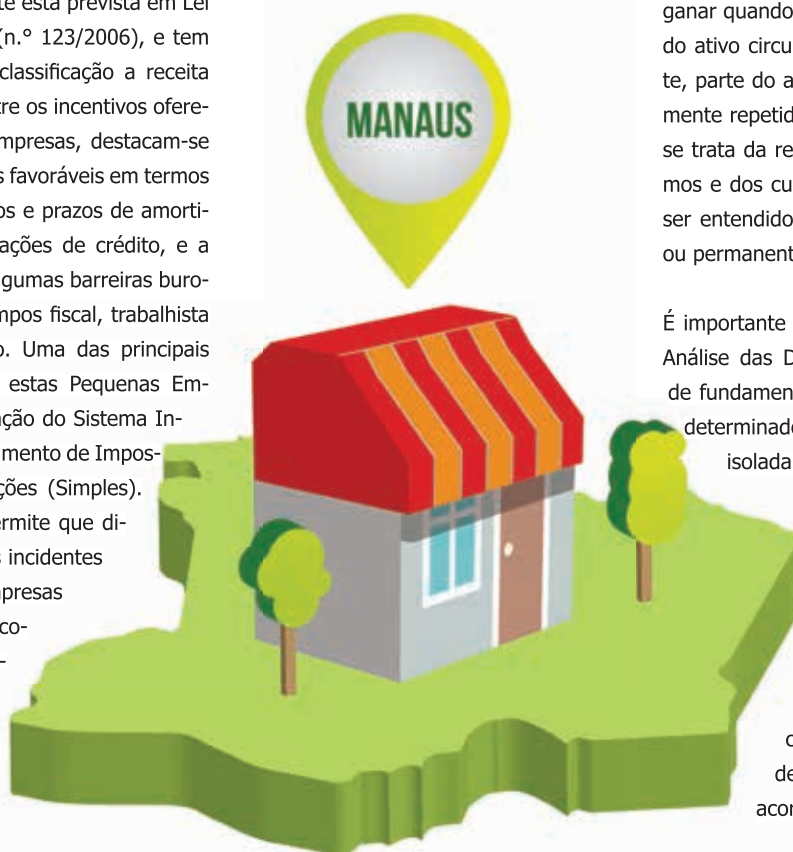 te está prevista em Lei
(n.° 123/2006), e tem
classificação a receita
tre os incentivos ofere-
mpresas, destacam-se
s favoráveis em termos
os e prazos de amorti-
ações de crédito, e a
gumas barreiras buro-
mpos fiscal, trabalhista
o. Uma das principais
estas Pequenas Em-
ação do Sistema In-
mento de Impos-
ções (Simples).
ermite que di-
s incidentes
presas
co-
-
MANAUS
ganar quando
do ativo circu
te, parte do a
mente repetid
se trata da re
mos e dos cu
ser entendido
ou permanent
É importante
Análise das D
de fundamen
determinado
isolada
c
de
acor